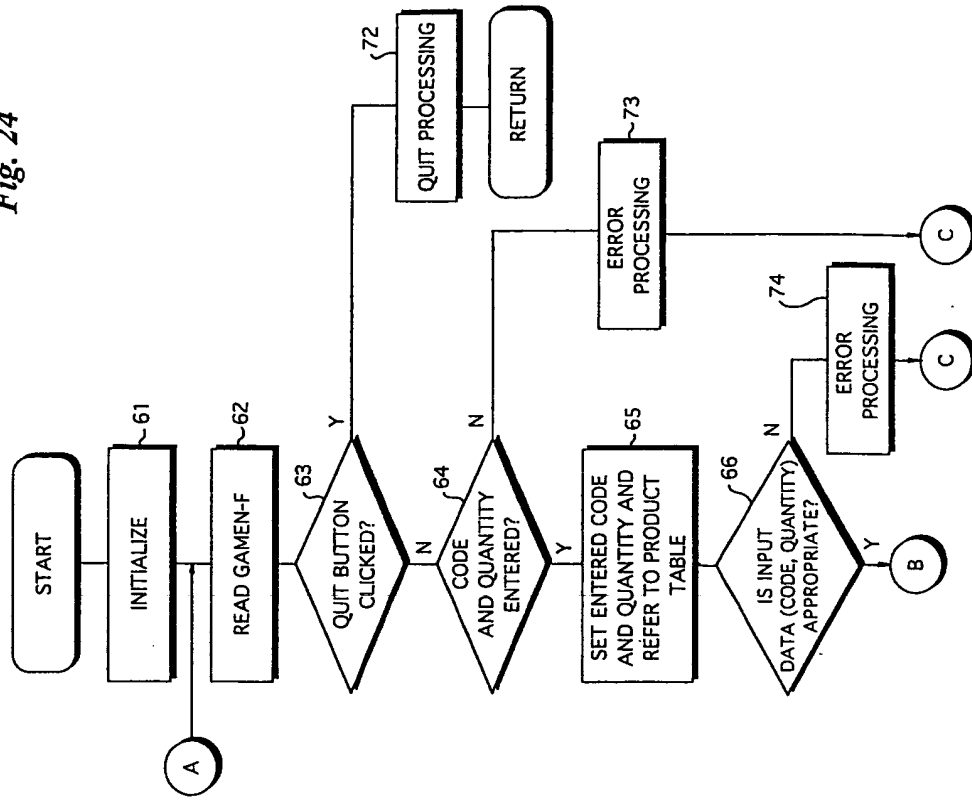 Fig. 24
START
INITIALIZE
61
A
READ GAMEN-F
62
QUIT BUTTON
CLICKED?
63
Y
N
72
QUIT PROCESSING
RETURN
CODE
AND QUANTITY
ENTERED?
64
N
Y
73
ERROR
PROCESSING
C
SET ENTERED CODE
AND QUANTITY AND
REFER TO PRODUCT
TABLE
65
IS INPUT
DATA (CODE, QUANTITY)
APPROPRIATE?
66
N
Y
74
ERROR
PROCESSING
C
B